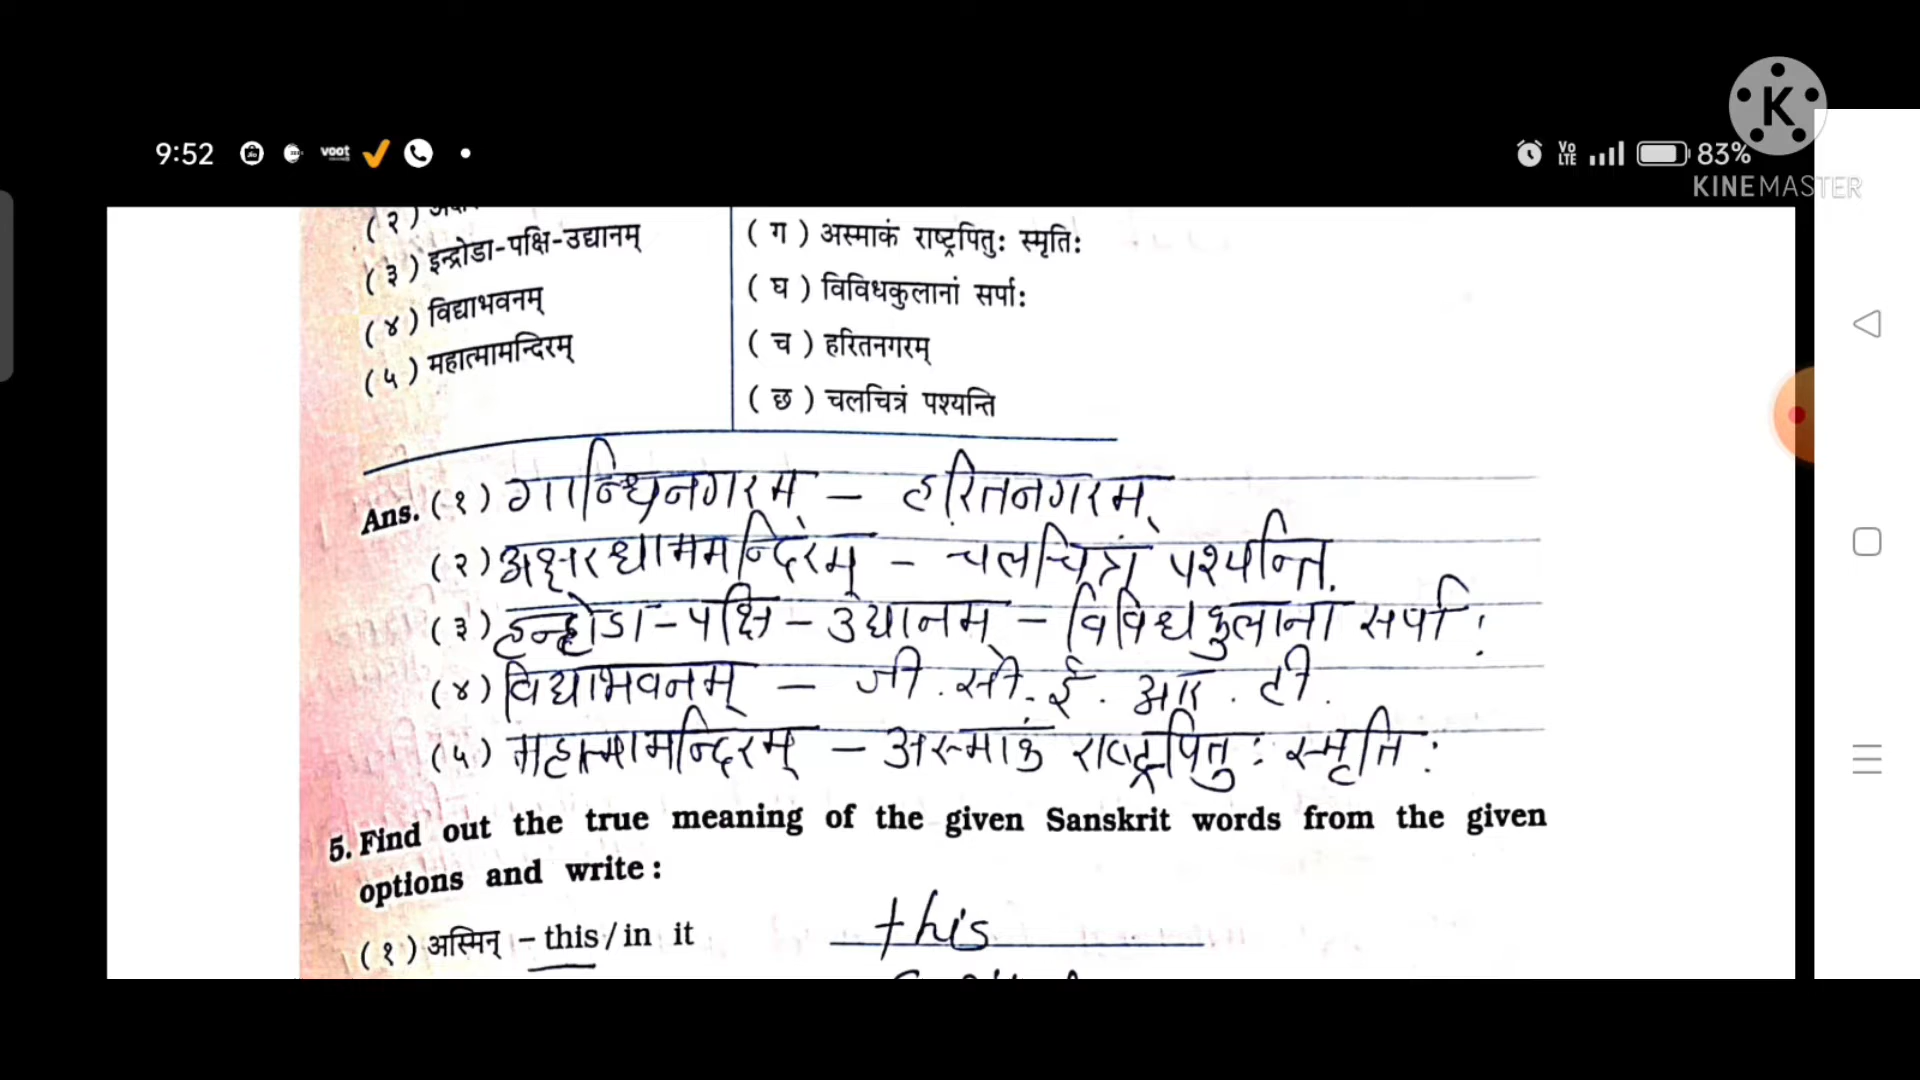 9:52 voot 83%
K
KINEMASTER
( २ )
( ३ ) इन्द्रोडा-पक्षि-उद्यानम्
( ४ ) विद्याभवनम्
( ५ ) महात्मामन्दिरम्
( ग ) अस्माकं राष्ट्रपितुः स्मृतिः
( घ ) विविधकुलानां सर्पाः
( च ) हरितनगरम्
( छ ) चलचित्रं पश्यन्ति
Ans. (१) गान्धिनगरम् – हरितनगरम्
(२) अक्षरधाममन्दिरम् – चलचित्रं पश्यन्ति.
(३) इन्द्रोडा-पक्षि-उद्यानम – विविधकुलाना सर्पा :
(४) विद्याभवनम् – जी.सी.ई. आर. टी.
(५) महात्मामन्दिरम् – अस्माकं राष्ट्रपितु : स्मृति :
5. Find out the true meaning of the given Sanskrit words from the given
options and write :
( १ ) अस्मिन् – this / in it this